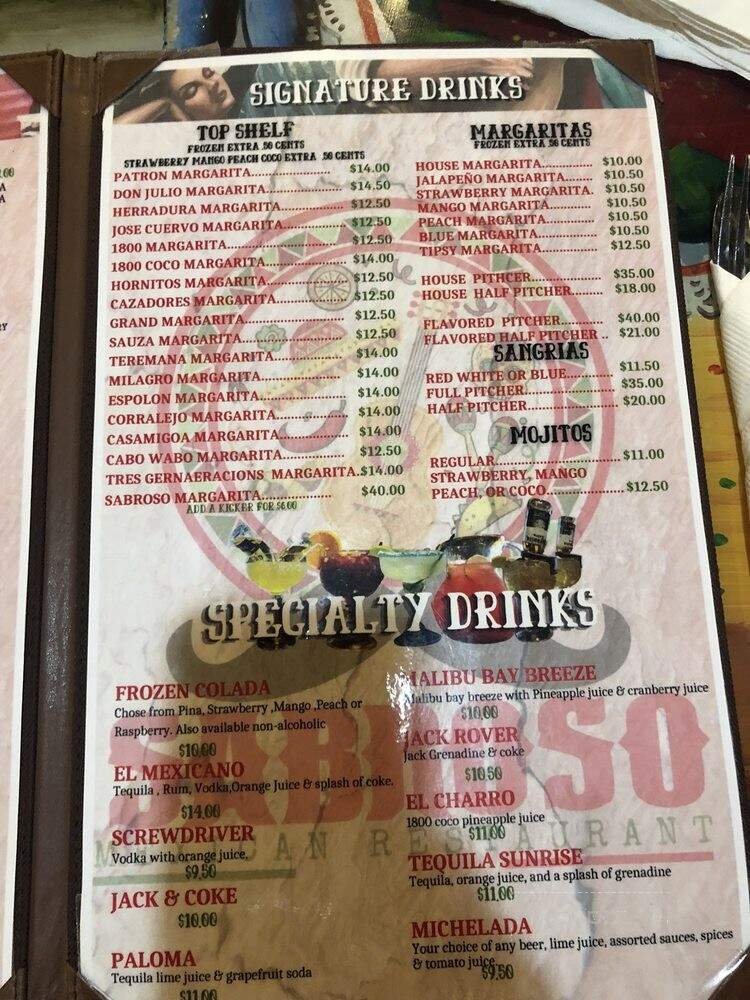 SIGNATURE DRINKS
TOP SHELF
FROZEN EXTRA .50 CENTS
STRAWBERRY MANGO PEACH COCO EXTRA .50 CENTS
PATRON MARGARITA.................... $14.00
DON JULIO MARGARITA................ $14.50
HERRADURA MARGARITA............. $12.50
JOSE CUERVO MARGARITA........... $12.50
1800 MARGARITA........................ $12.50
1800 COCO MARGARITA............... $14.00
HORNITOS MARGARITA................ $12.50
CAZADORES MARGARITA.............. $12.50
GRAND MARGARITA.................... $12.50
SAUZA MARGARITA..................... $12.50
TEREMANA MARGARITA............... $14.00
MILAGRO MARGARITA.................. $14.00
ESPOLON MARGARITA.................. $14.00
CORRALEJO MARGARITA.............. $14.00
CASAMIGOA MARGARITA.............. $14.00
CABO WABO MARGARITA.............. $12.50
TRES GERNAERACIONS MARGARITA.$14.00
SABROSO MARGARITA.................. $40.00
ADD A KICKER FOR $6.00
MARGARITAS
FROZEN EXTRA .50 CENTS
HOUSE MARGARITA.............. $10.00
JALAPEÑO MARGARITA....... $10.50
STRAWBERRY MARGARITA. $10.50
MANGO MARGARITA.......... $10.50
PEACH MARGARITA............ $10.50
BLUE MARGARITA.............. $10.50
TIPSY MARGARITA.............. $12.50
HOUSE PITHCER.................. $35.00
HOUSE HALF PITCHER........ $18.00
FLAVORED PITCHER........... $40.00
FLAVORED HALF PITCHER .. $21.00
SANGRIAS
RED WHITE OR BLUE............ $11.50
FULL PITCHER...................... $35.00
HALF PITCHER...................... $20.00
MOJITOS
REGULAR............................... $11.00
STRAWBERRY, MANGO
PEACH, OR COCO................... $12.50
SPECIALTY DRINKS
FROZEN COLADA
Chose from Pina, Strawberry ,Mango ,Peach or
Raspberry. Also available non-alcoholic
$10.00
EL MEXICANO
Tequila , Rum, Vodka,Orange Juice & splash of coke.
$14.00
SCREWDRIVER
Vodka with orange juice,
$9.50
JACK & COKE
$10.00
PALOMA
Tequila lime juice & grapefruit soda
$11.00
MALIBU BAY BREEZE
Malibu bay breeze with Pineapple juice & cranberry juice
$10.00
JACK ROVER
Jack Grenadine & coke
$10.50
EL CHARRO
1800 coco pineapple juice
$11.00
TEQUILA SUNRISE
Tequila, orange juice, and a splash of grenadine
$11.00
MICHELADA
Your choice of any beer, lime juice, assorted sauces, spices
& tomato juice.
$9.50
SABROSO
MEXICAN RESTAURANT